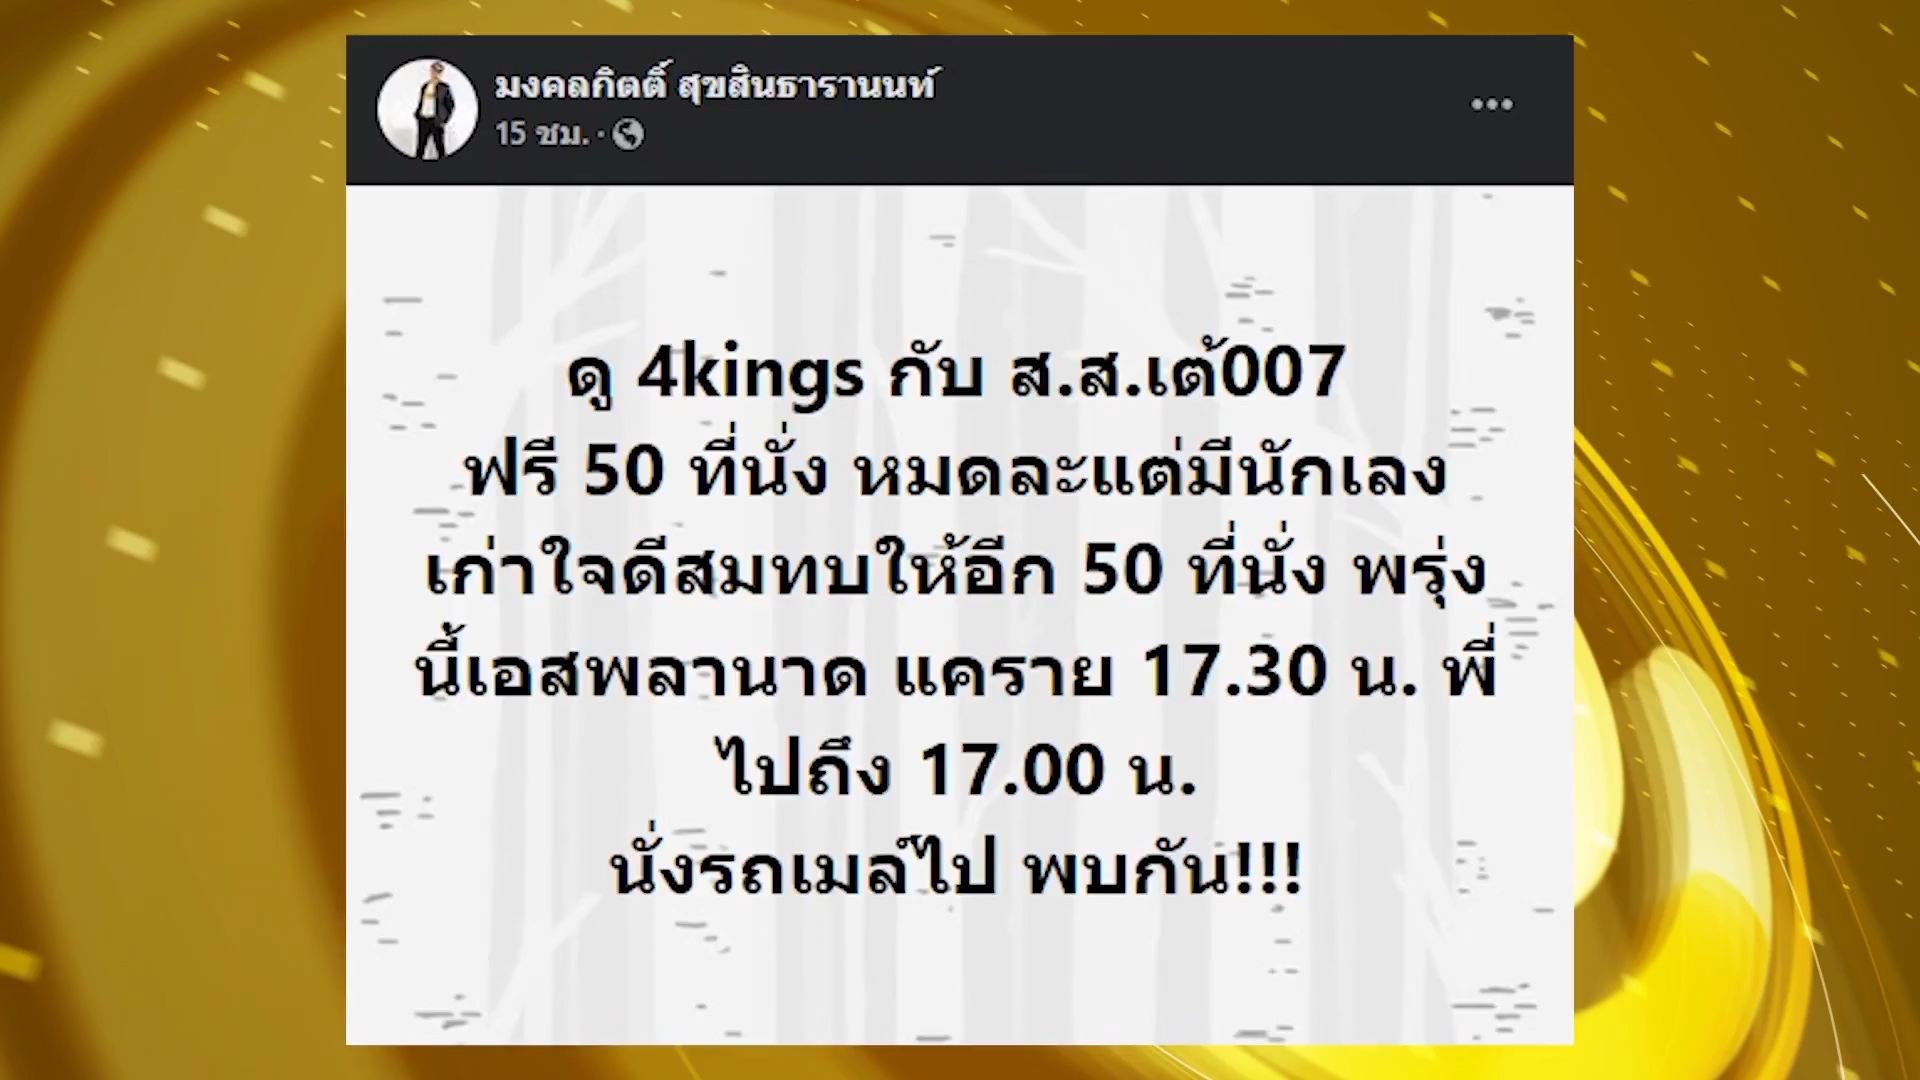 มงคลกิตติ์ สุขสินธารานนท์
15 ชม. ·
ดู 4kings กับ ส.ส.เต้007
ฟรี 50 ที่นั่ง หมดละแต่มีนักเลง
เก่าใจดีสมทบให้อีก 50 ที่นั่ง พรุ่ง
นี้เอสพลานาด แคราย 17.30 น. พี่
ไปถึง 17.00 น.
นั่งรถเมล์ไป พบกัน!!!